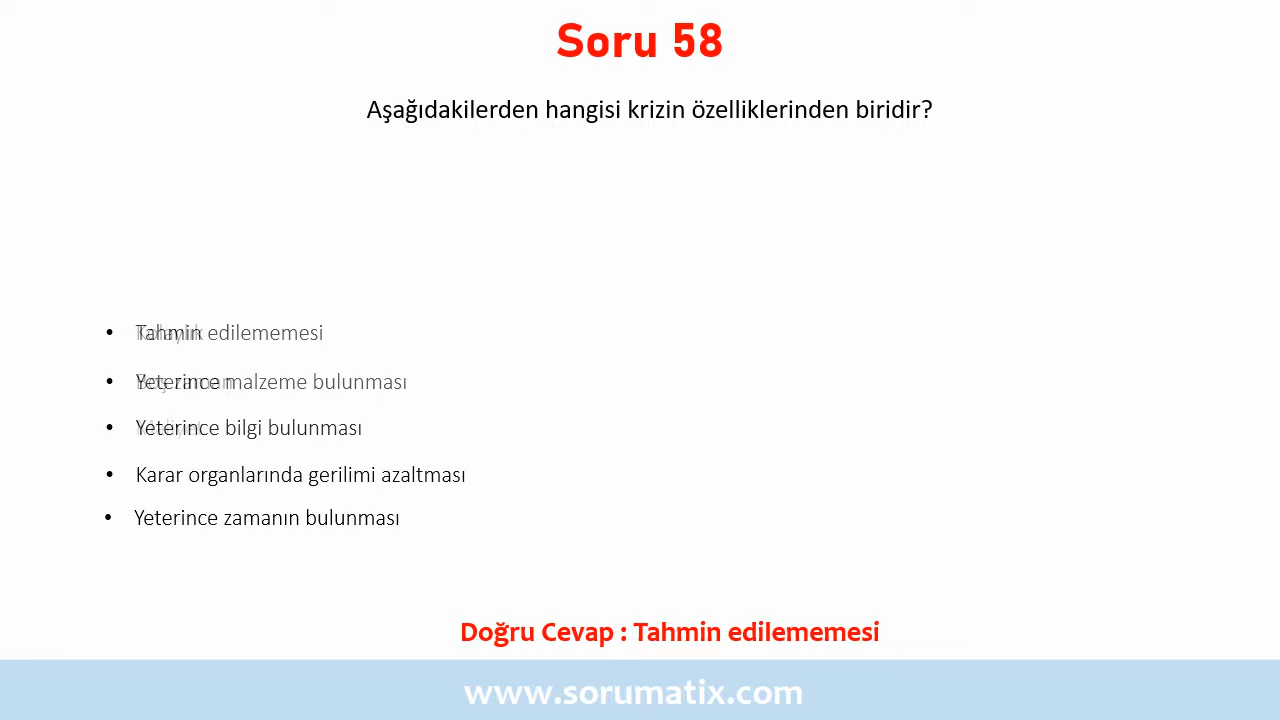 Soru 58
Aşağıdakilerden hangisi krizin özelliklerinden biridir?
• Tahmin edilememesi
• Yeterince malzeme bulunması
• Yeterince bilgi bulunması
• Karar organlarında gerilimi azaltması
• Yeterince zamanın bulunması
Doğru Cevap : Tahmin edilememesi
www.sorumatix.com